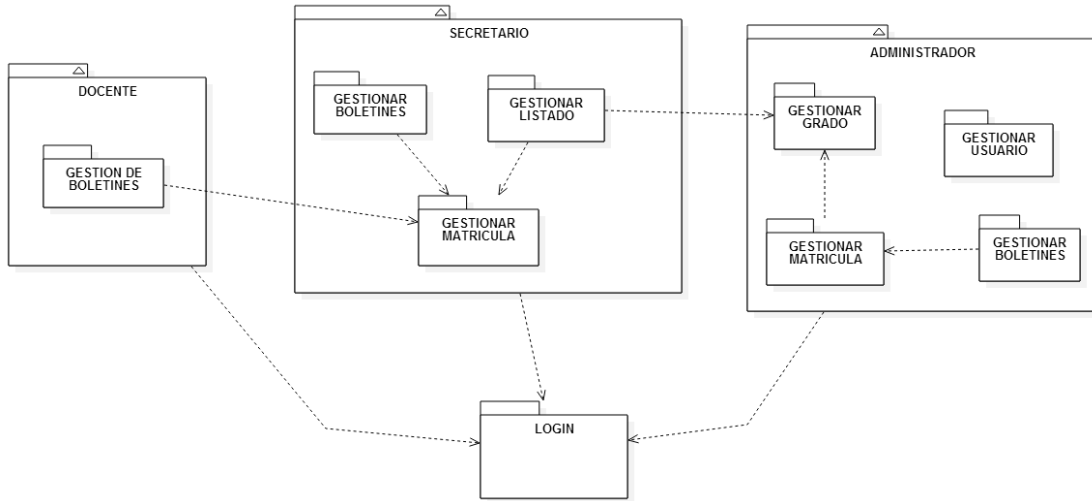 DOCENTE
GESTION DE
BOLETINES
SECRETARIO
GESTIONAR
BOLETINES
GESTIONAR
LISTADO
GESTIONAR
MATRICULA
ADMINISTRADOR
GESTIONAR
GRADO
GESTIONAR
USUARIO
GESTIONAR
MATRICULA
GESTIONAR
BOLETINES
LOGIN